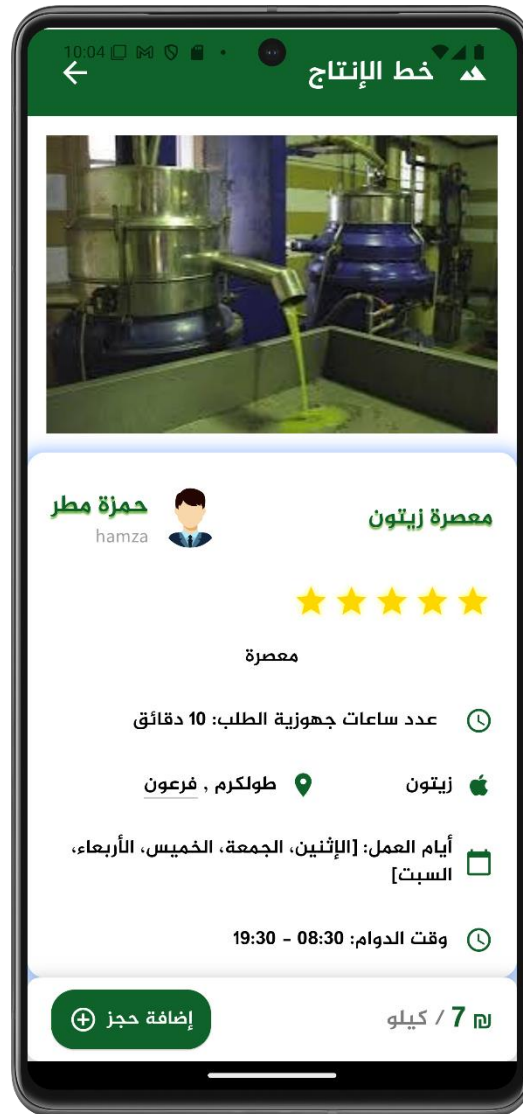 10:04
خط الإنتاج
معصرة زيتون
حمزة مطر
hamza
معصرة
عدد ساعات جهوزية الطلب: 10 دقائق
زيتون
طولكرم , فرعون
أيام العمل: [الإثنين، الجمعة، الخميس، الأربعاء،
السبت]
وقت الدوام: 08:30 - 19:30
₪ 7 / كيلو
إضافة حجز